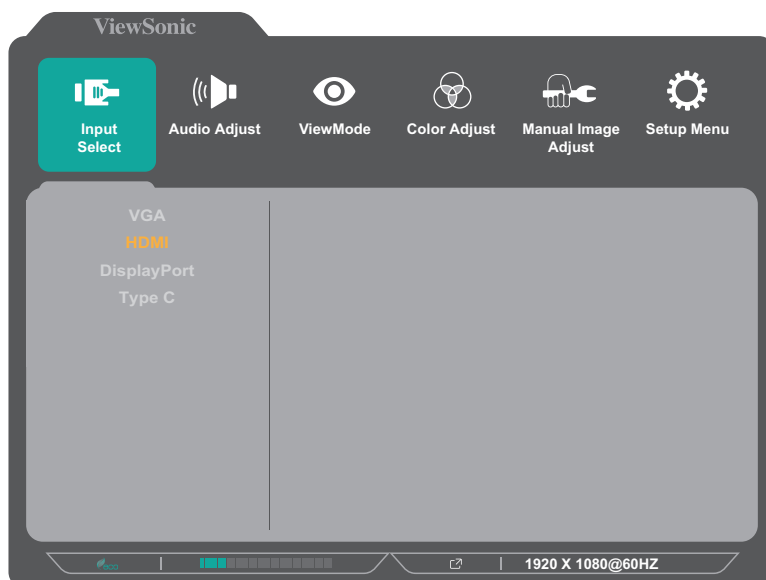 ViewSonic
Input
Select
Audio Adjust
ViewMode
Color Adjust
Manual Image
Adjust
Setup Menu
VGA
HDMI
DisplayPort
Type C
eco
1920 X 1080@60HZ